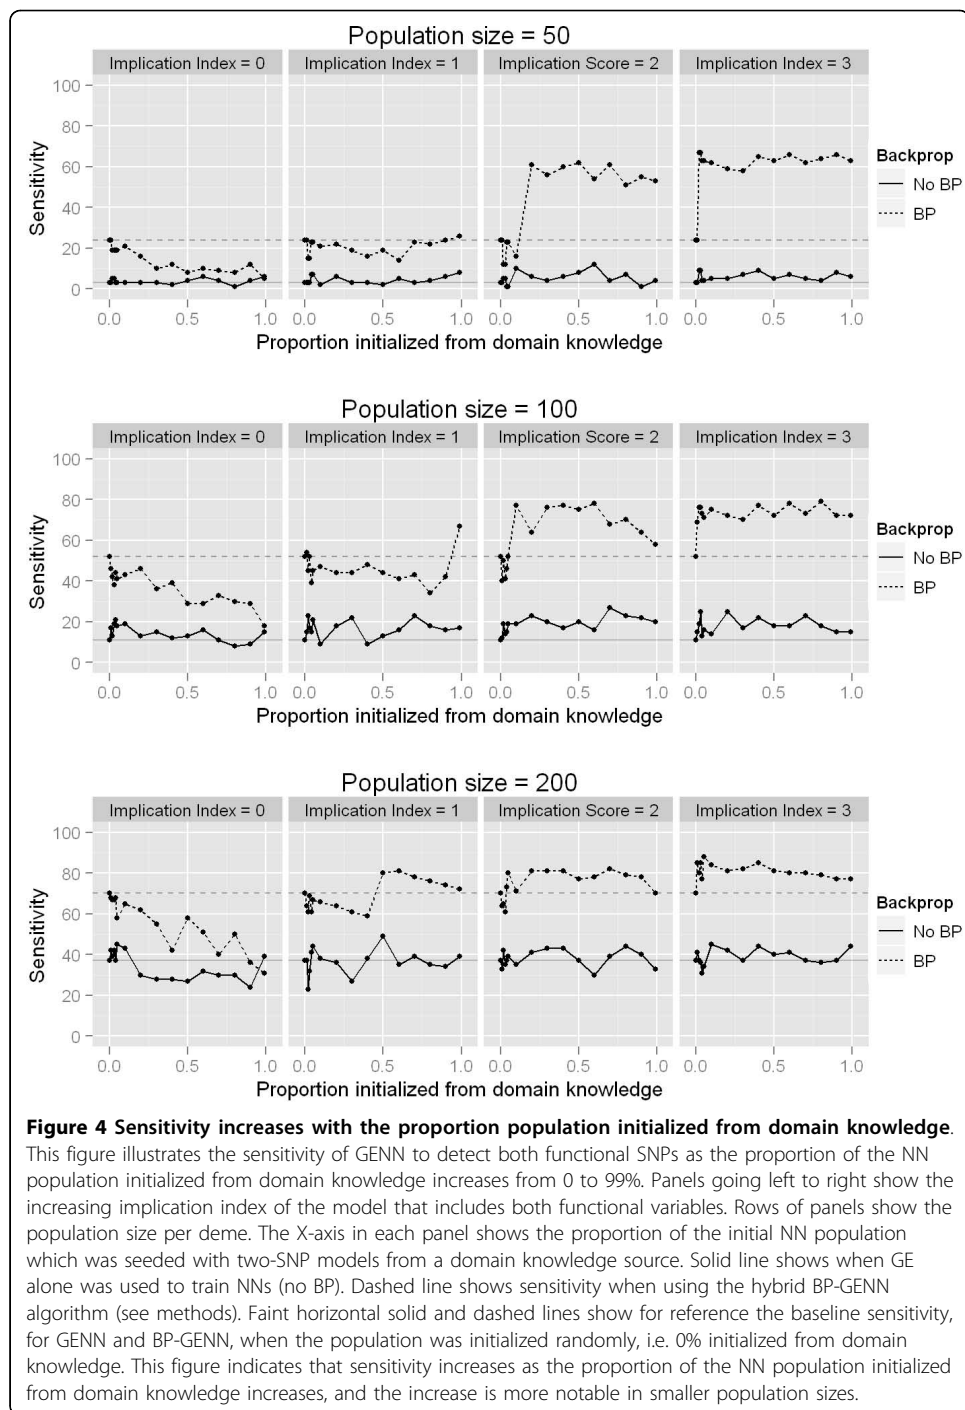 Population size = 50
Implication Index = 0 Implication Index = 1 Implication Score = 2 Implication Index = 3
100
80
60
40
20
0
Sensitivity
Backprop
No BP
BP
0.0 0.5 1.0 0.0 0.5 1.0 0.0 0.5 1.0 0.0 0.5 1.0
Proportion initialized from domain knowledge Proportion initialized from domain knowledge
Population size = 100
Implication Index = 0 Implication Index = 1 Implication Score = 2 Implication Index = 3
100
80
60
40
20
0
Sensitivity
Backprop
No BP
BP
0.0 0.5 1.0 0.0 0.5 1.0 0.0 0.5 1.0 0.0 0.5 1.0
Proportion initialized from domain knowledge
Population size = 200
Implication Index = 0 Implication Index = 1 Implication Score = 2 Implication Index = 3
100
80
60
40
20
0
Sensitivity
Backprop
No BP
BP
0.0 0.5 1.0 0.0 0.5 1.0 0.0 0.5 1.0 0.0 0.5 1.0
Proportion initialized from domain knowledge
Figure 4 Sensitivity increases with the proportion population initialized from domain knowledge.
This figure illustrates the sensitivity of GENN to detect both functional SNPs as the proportion of the NN
population initialized from domain knowledge increases from 0 to 99%. Panels going left to right show the
increasing implication index of the model that includes both functional variables. Rows of panels show the
population size per deme. The X-axis in each panel shows the proportion of the initial NN population
which was seeded with two-SNP models from a domain knowledge source. Solid line shows when GE
alone was used to train NNs (no BP). Dashed line shows sensitivity when using the hybrid BP-GENN
algorithm (see methods). Faint horizontal solid and dashed lines show for reference the baseline sensitivity,
for GENN and BP-GENN, when the population was initialized randomly, i.e. 0% initialized from domain
knowledge. This figure indicates that sensitivity increases as the proportion of the NN population initialized
from domain knowledge increases, and the increase is more notable in smaller population sizes.